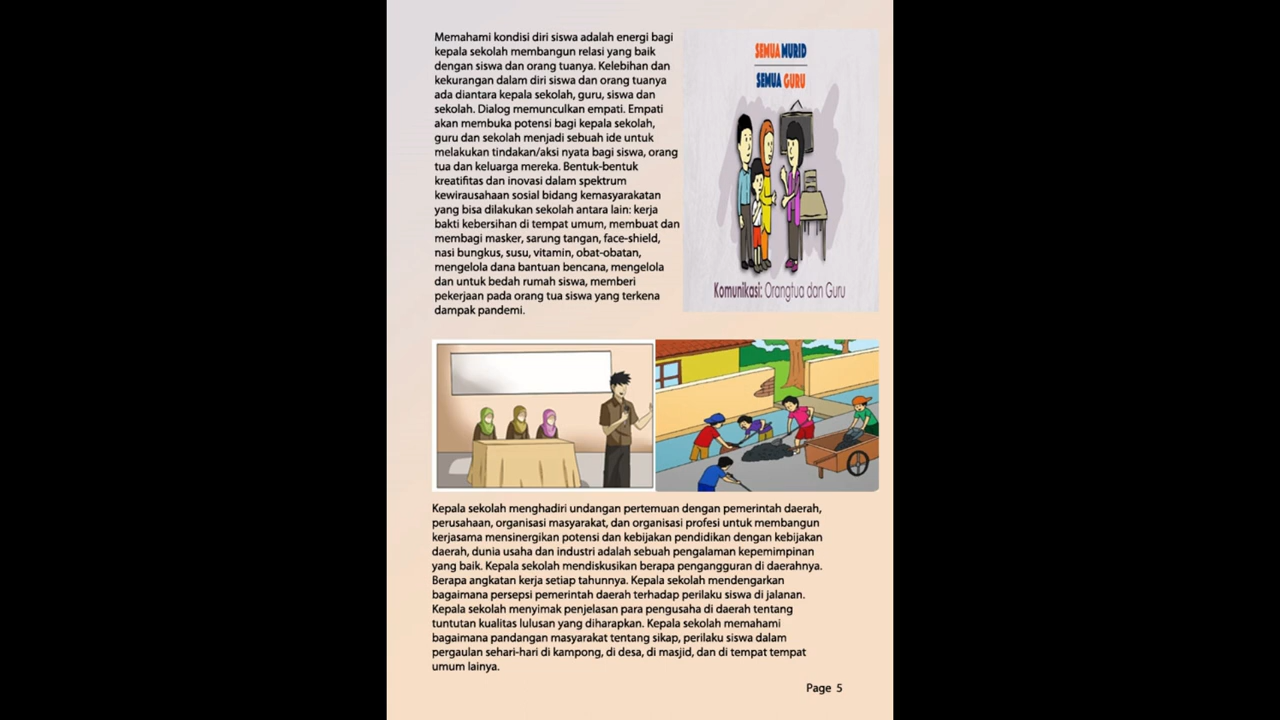 Memahami kondisi diri siswa adalah energi bagi
kepala sekolah membangun relasi yang baik
dengan siswa dan orang tuanya. Kelebihan dan
kekurangan dalam diri siswa dan orang tuanya
ada diantara kepala sekolah, guru, siswa dan
sekolah. Dialog memunculkan empati. Empati
akan membuka potensi bagi kepala sekolah,
guru dan sekolah menjadi sebuah ide untuk
melakukan tindakan/aksi nyata bagi siswa, orang
tua dan keluarga mereka. Bentuk-bentuk
kreatifitas dan inovasi dalam spektrum
kewirausahaan sosial bidang kemasyarakatan
yang bisa dilakukan sekolah antara lain: kerja
bakti kebersihan di tempat umum, membuat dan
membagi masker, sarung tangan, face-shield,
nasi bungkus, susu, vitamin, obat-obatan,
mengelola dana bantuan bencana, mengelola
dan untuk bedah rumah siswa, memberi
pekerjaan pada orang tua siswa yang terkena
dampak pandemi.
SEMUA MURID
SEMUA GURU
Komunikasi: Orangtua dan Guru
Kepala sekolah menghadiri undangan pertemuan dengan pemerintah daerah,
perusahaan, organisasi masyarakat, dan organisasi profesi untuk membangun
kerjasama mensinergikan potensi dan kebijakan pendidikan dengan kebijakan
daerah, dunia usaha dan industri adalah sebuah pengalaman kepemimpinan
yang baik. Kepala sekolah mendiskusikan berapa pengangguran di daerahnya.
Berapa angkatan kerja setiap tahunnya. Kepala sekolah mendengarkan
bagaimana persepsi pemerintah daerah terhadap perilaku siswa di jalanan.
Kepala sekolah menyimak penjelasan para pengusaha di daerah tentang
tuntutan kualitas lulusan yang diharapkan. Kepala sekolah memahami
bagaimana pandangan masyarakat tentang sikap, perilaku siswa dalam
pergaulan sehari-hari di kampong, di desa, di masjid, dan di tempat tempat
umum lainya.
Page 5